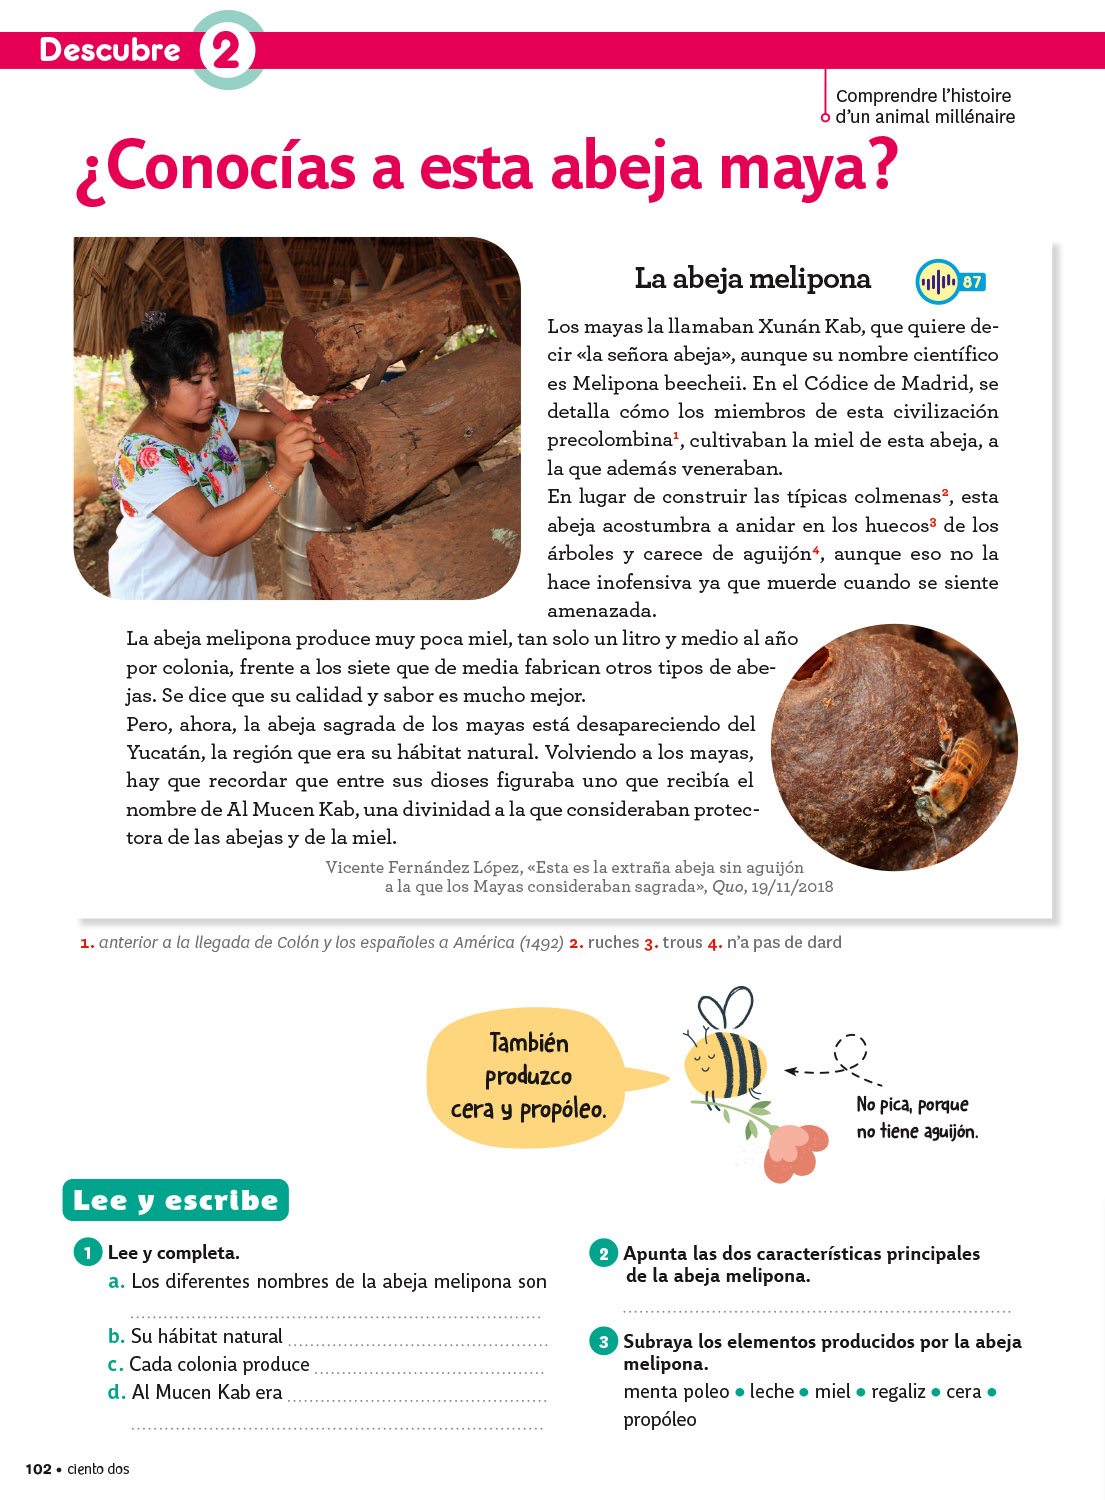 Descubre 2
Comprendre l'histoire
d'un animal millénaire
¿Conocías a esta abeja maya?
La abeja melipona
87
Los mayas la llamaban Xunán Kab, que quiere de-
cir «la señora abeja», aunque su nombre científico
es Melipona beecheii. En el Códice de Madrid, se
detalla cómo los miembros de esta civilización
precolombina1, cultivaban la miel de esta abeja, a
la que además veneraban.
En lugar de construir las típicas colmenas2, esta
abeja acostumbra a anidar en los huecos3 de los
árboles y carece de aguijón4, aunque eso no la
hace inofensiva ya que muerde cuando se siente
amenazada.
La abeja melipona produce muy poca miel, tan solo un litro y medio al año
por colonia, frente a los siete que de media fabrican otros tipos de abe-
jas. Se dice que su calidad y sabor es mucho mejor.
Pero, ahora, la abeja sagrada de los mayas está desapareciendo del
Yucatán, la región que era su hábitat natural. Volviendo a los mayas,
hay que recordar que entre sus dioses figuraba uno que recibía el
nombre de Al Mucen Kab, una divinidad a la que consideraban protec-
tora de las abejas y de la miel.
Vicente Fernández López, «Esta es la extraña abeja sin aguijón
a la que los Mayas consideraban sagrada», Quo, 19/11/2018
1. anterior a la llegada de Colón y los españoles a América (1492) 2. ruches 3. trous 4. n'a pas de dard
También
produzco
cera y propóleo.
No pica, porque
no tiene aguijón.
Lee y escribe
1 Lee y completa.
a. Los diferentes nombres de la abeja melipona son
b. Su hábitat natural
c. Cada colonia produce
d. Al Mucen Kab era
2 Apunta las dos características principales
de la abeja melipona.
3 Subraya los elementos producidos por la abeja
melipona.
menta poleo • leche • miel • regaliz • cera •
propóleo
102 • ciento dos